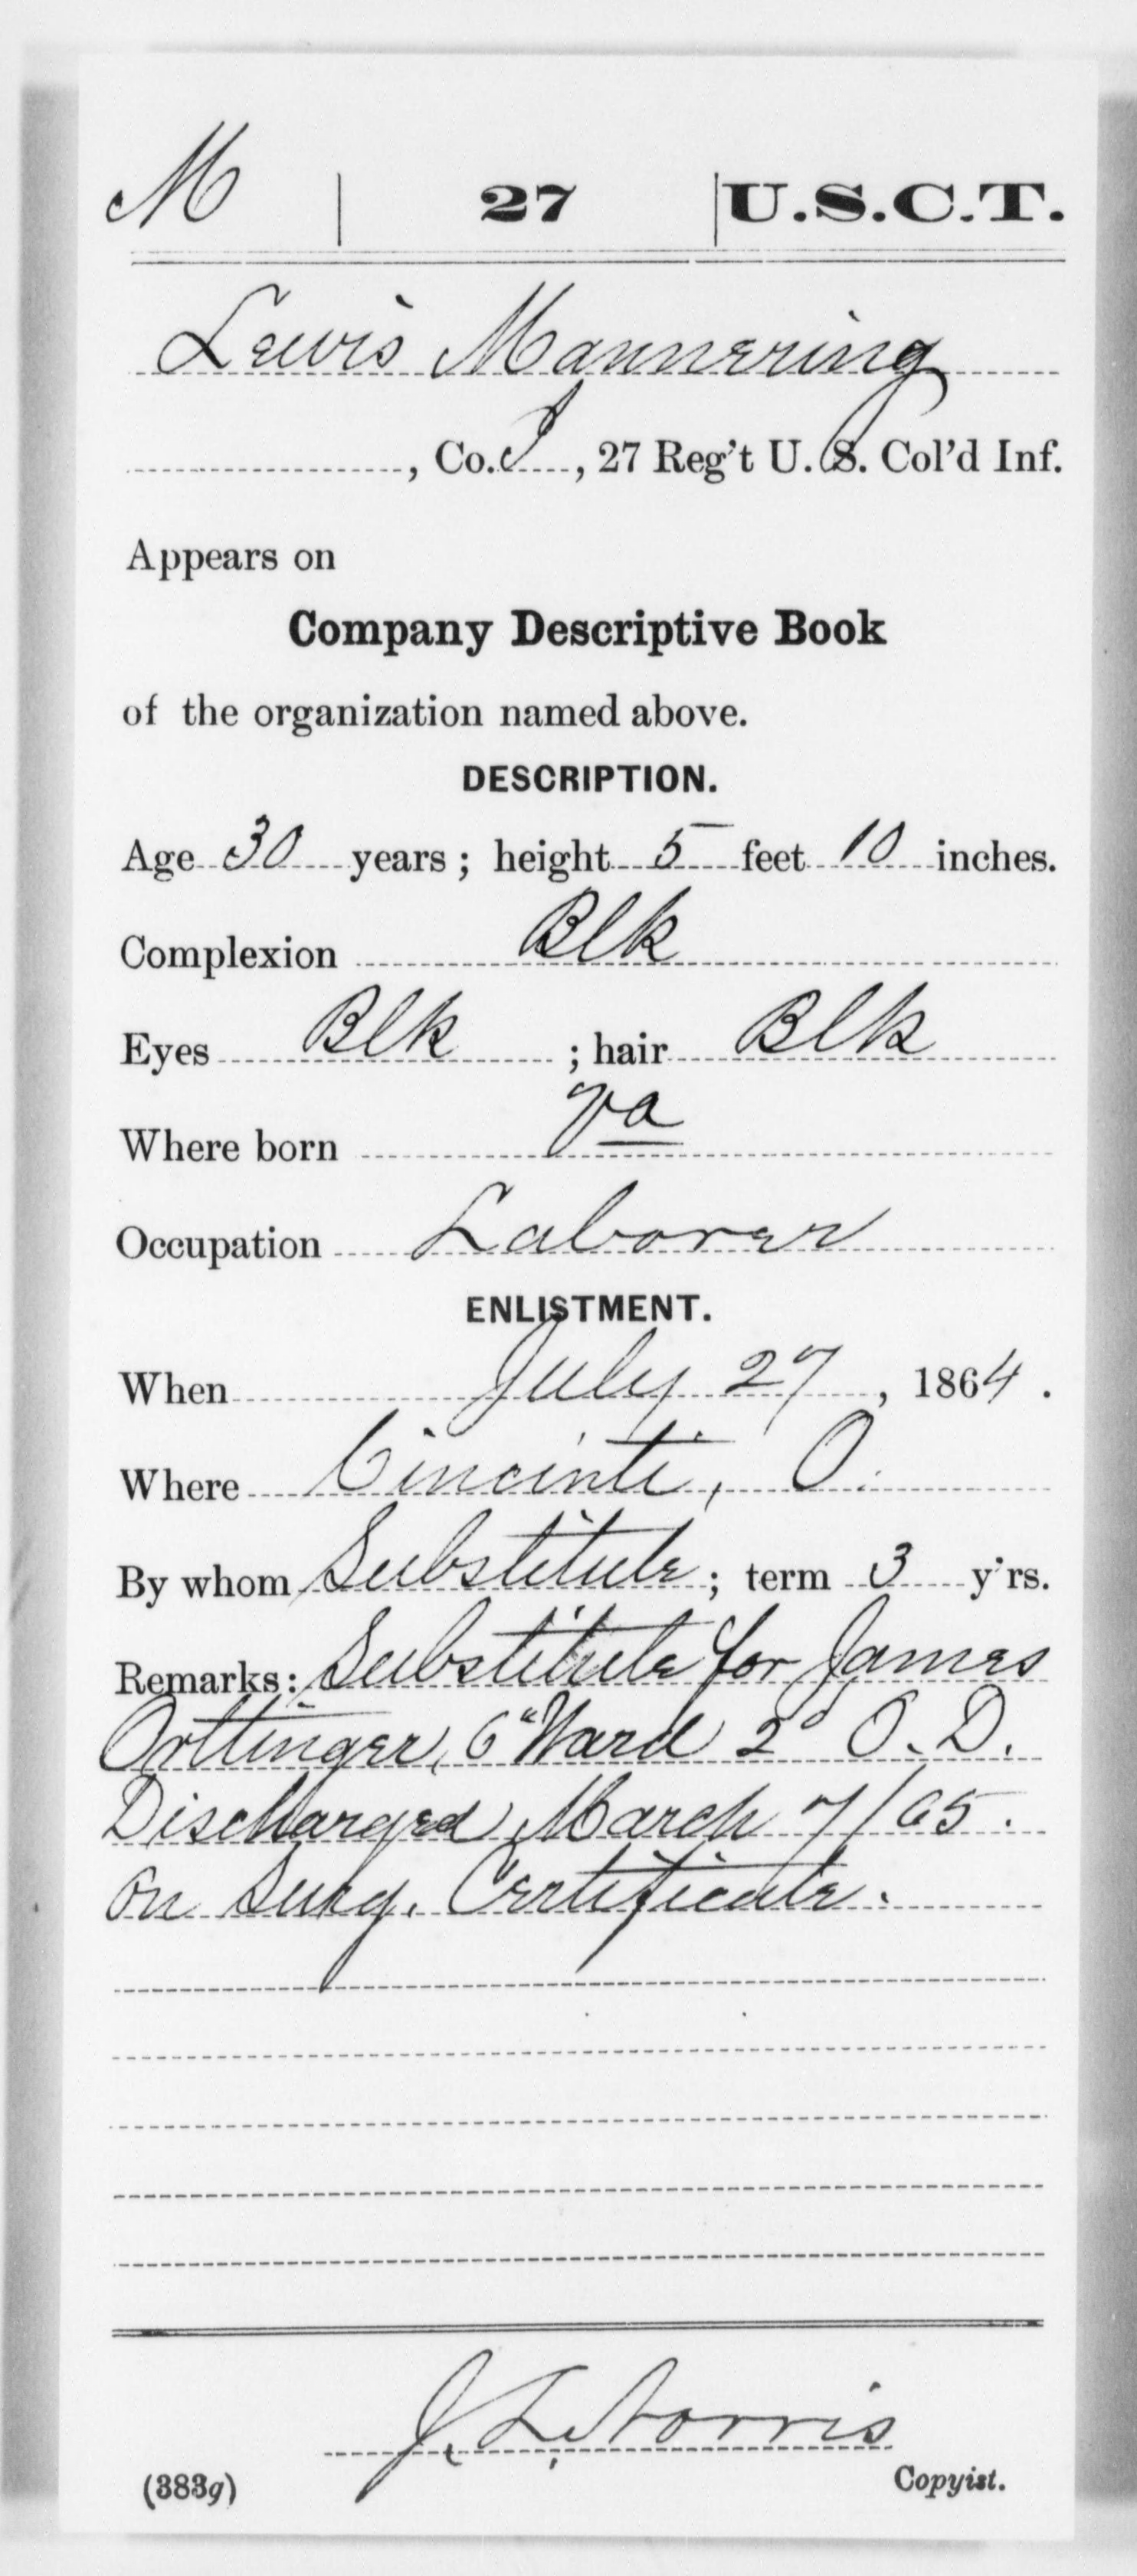 M | 27 | U.S.C.T.
Lewis Mannering
, Co. I, 27 Reg't U. S. Col'd Inf.
Appears on
Company Descriptive Book
of the organization named above.
DESCRIPTION.
Age 30 years; height 5 feet 10 inches.
Complexion Blk
Eyes Blk; hair Blk
Where born Va
Occupation Laborer
ENLISTMENT.
When July 27, 1864.
Where Cincinti, O.
By whom Substitute; term 3 y'rs.
Remarks: Substitute for James
Orttinger, 6" Ward 2" O. D.
Discharged March 7/65.
On Surg. Certificate.
J. L. Norris
(383g) Copyist.